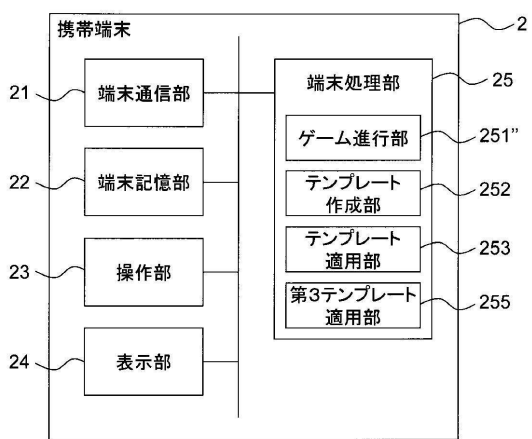 携帯端末
2
21
端末通信部
端末処理部
25
ゲーム進行部
251”
22
端末記憶部
テンプレート
作成部
252
23
操作部
テンプレート
適用部
253
24
表示部
第3テンプレート
適用部
255